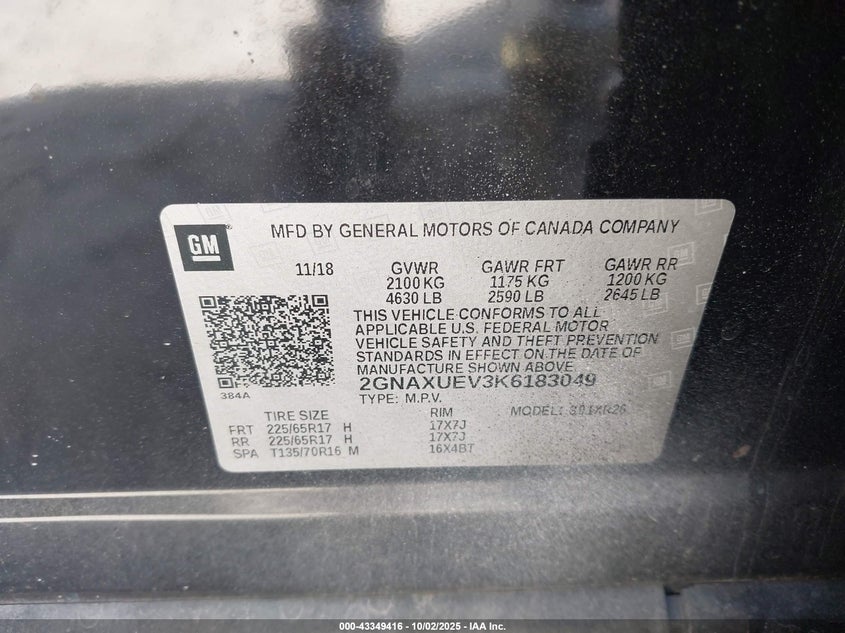 GM
MFD BY GENERAL MOTORS OF CANADA COMPANY
11/18 GVWR GAWR FRT GAWR RR
2100 KG 1175 KG 1200 KG
4630 LB 2590 LB 2645 LB
THIS VEHICLE CONFORMS TO ALL
APPLICABLE U.S. FEDERAL MOTOR
VEHICLE SAFETY AND THEFT PREVENTION
STANDARDS IN EFFECT ON THE DATE OF
MANUFACTURE SHOWN ABOVE
384A
2GNAXUEV3K6183049
TYPE: M.P.V. MODEL:
TIRE SIZE RIM
FRT 225/65R17 H 17X7J
RR 225/65R17 H 17X7J
SPA T135/70R16 M 16X4BT
000-43349416 - 10/02/2025 - IAA Inc.